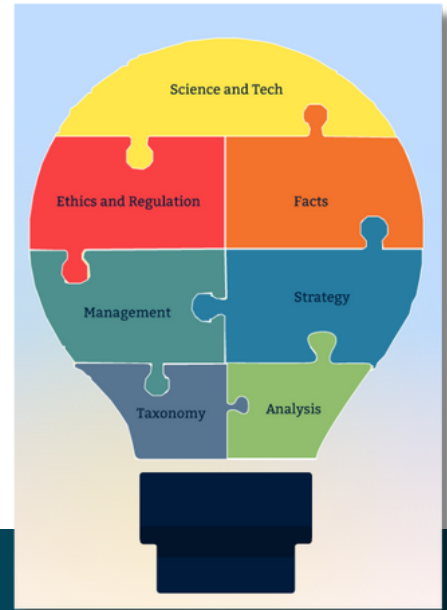 Science and Tech
Ethics and Regulation
Facts
Management
Strategy
Taxonomy
Analysis